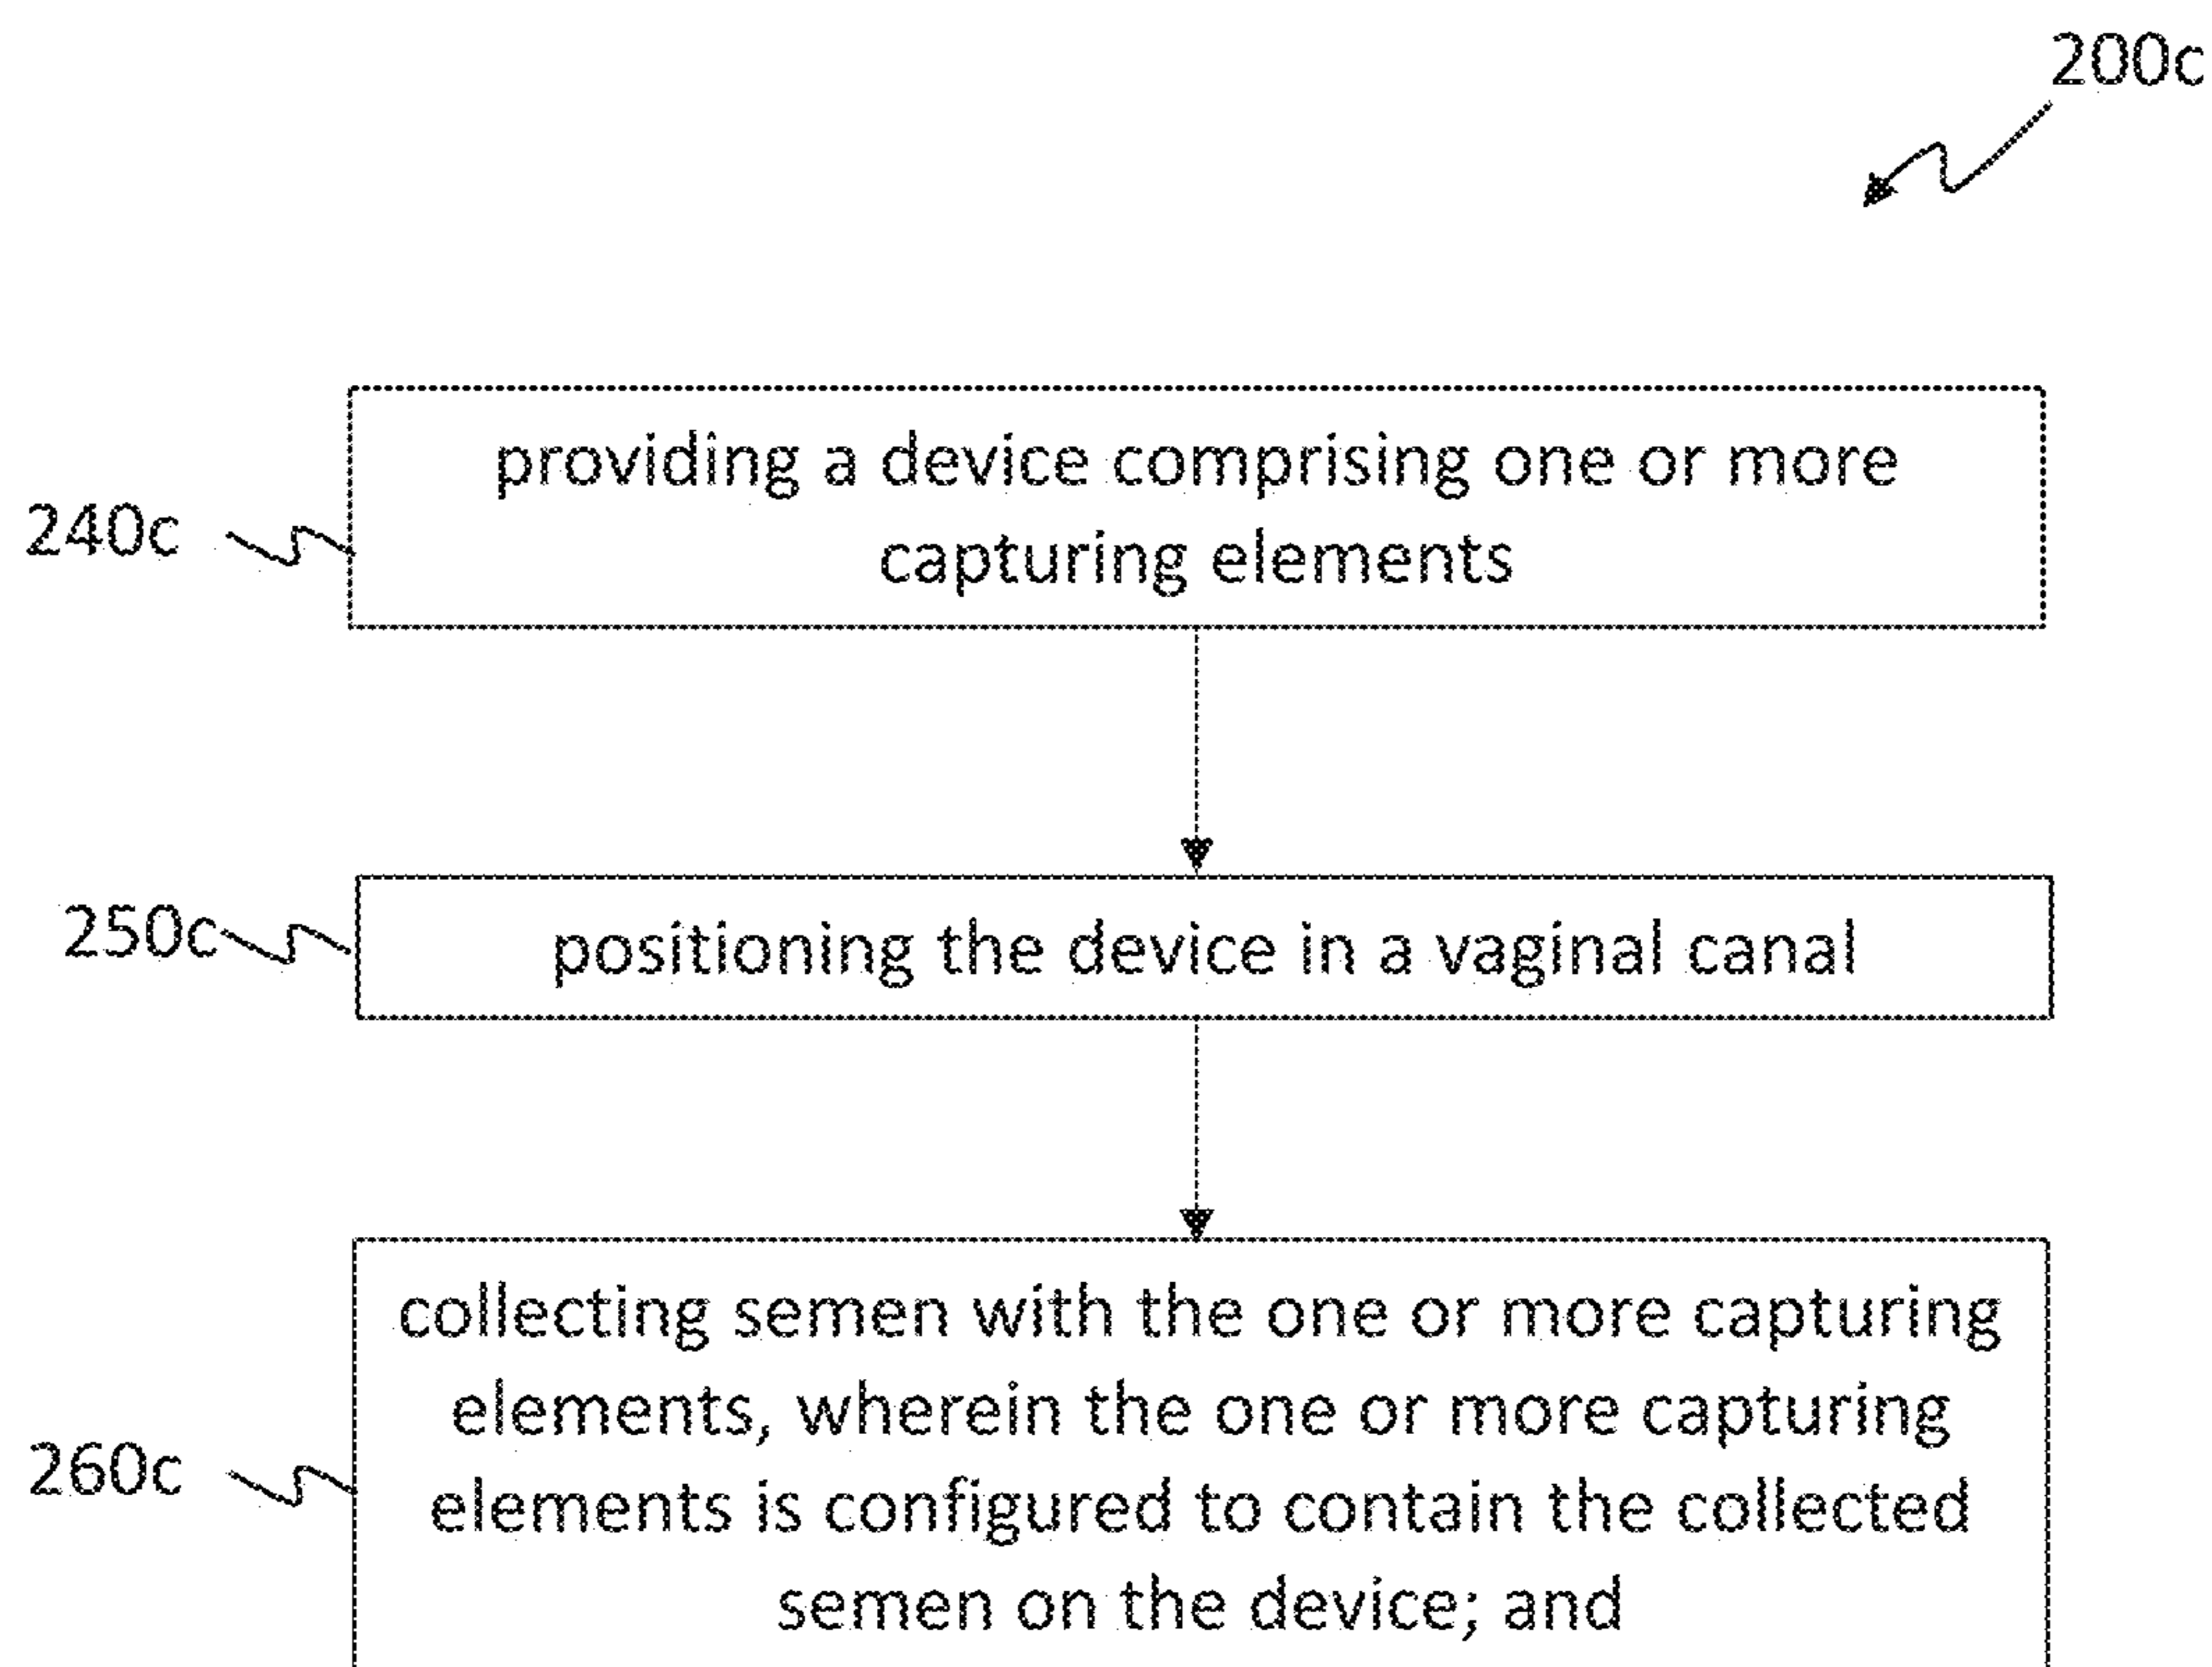 200c
providing a device comprising one or more
capturing elements
240c
positioning the device in a vaginal canal
250c
collecting semen with the one or more capturing
elements, wherein the one or more capturing
elements is configured to contain the collected
semen on the device; and
260c